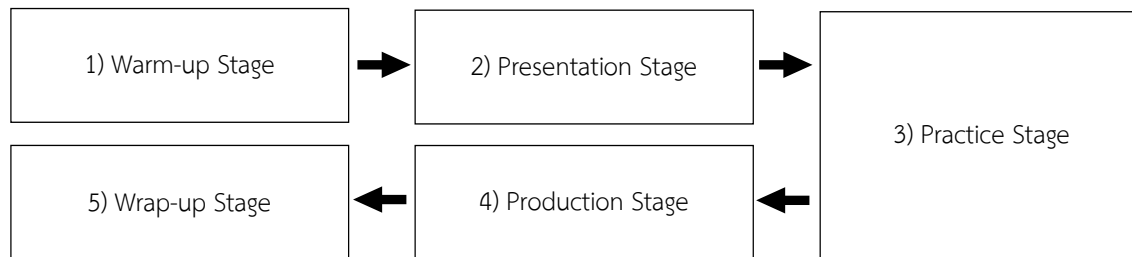 1) Warm-up Stage
2) Presentation Stage
3) Practice Stage
4) Production Stage
5) Wrap-up Stage